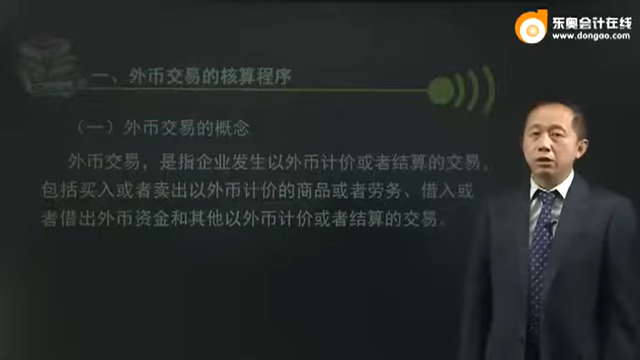 东奥会计在线
www.dongao.com
一、外币交易的核算程序
（一）外币交易的概念
外币交易，是指企业发生以外币计价或者结算的交易，
包括买入或者卖出以外币计价的商品或者劳务、借入或
者借出外币资金和其他以外币计价或者结算的交易。